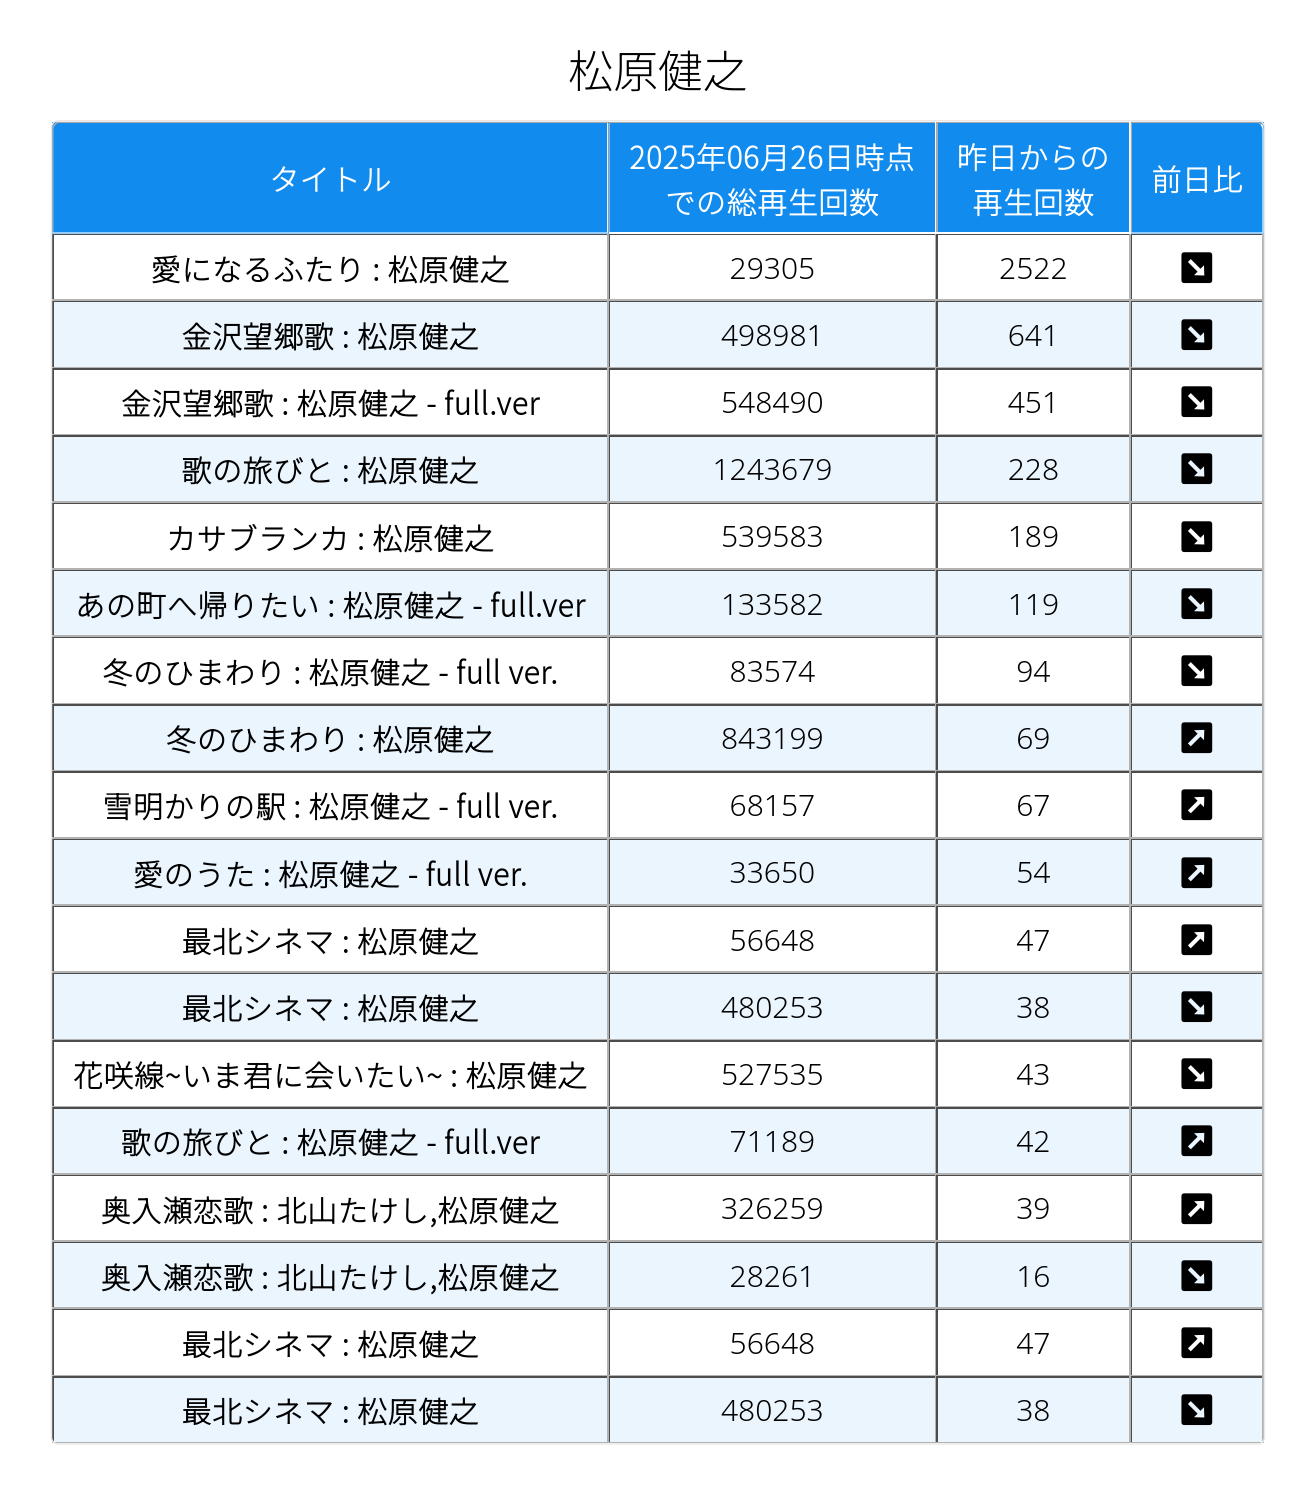 松原健之
タイトル 2025年06月26日時点での総再生回数 昨日からの再生回数 前日比
愛になるふたり : 松原健之 29305 2522 ↘
金沢望郷歌 : 松原健之 498981 641 ↘
金沢望郷歌 : 松原健之 - full.ver 548490 451 ↘
歌の旅びと : 松原健之 1243679 228 ↘
カサブランカ : 松原健之 539583 189 ↘
あの町へ帰りたい : 松原健之 - full.ver 133582 119 ↘
冬のひまわり : 松原健之 - full ver. 83574 94 ↘
冬のひまわり : 松原健之 843199 69 ↗
雪明かりの駅 : 松原健之 - full ver. 68157 67 ↗
愛のうた : 松原健之 - full ver. 33650 54 ↗
最北シネマ : 松原健之 56648 47 ↗
最北シネマ : 松原健之 480253 38 ↘
花咲線~いま君に会いたい~ : 松原健之 527535 43 ↘
歌の旅びと : 松原健之 - full.ver 71189 42 ↗
奥入瀬恋歌 : 北山たけし,松原健之 326259 39 ↗
奥入瀬恋歌 : 北山たけし,松原健之 28261 16 ↘
最北シネマ : 松原健之 56648 47 ↗
最北シネマ : 松原健之 480253 38 ↘